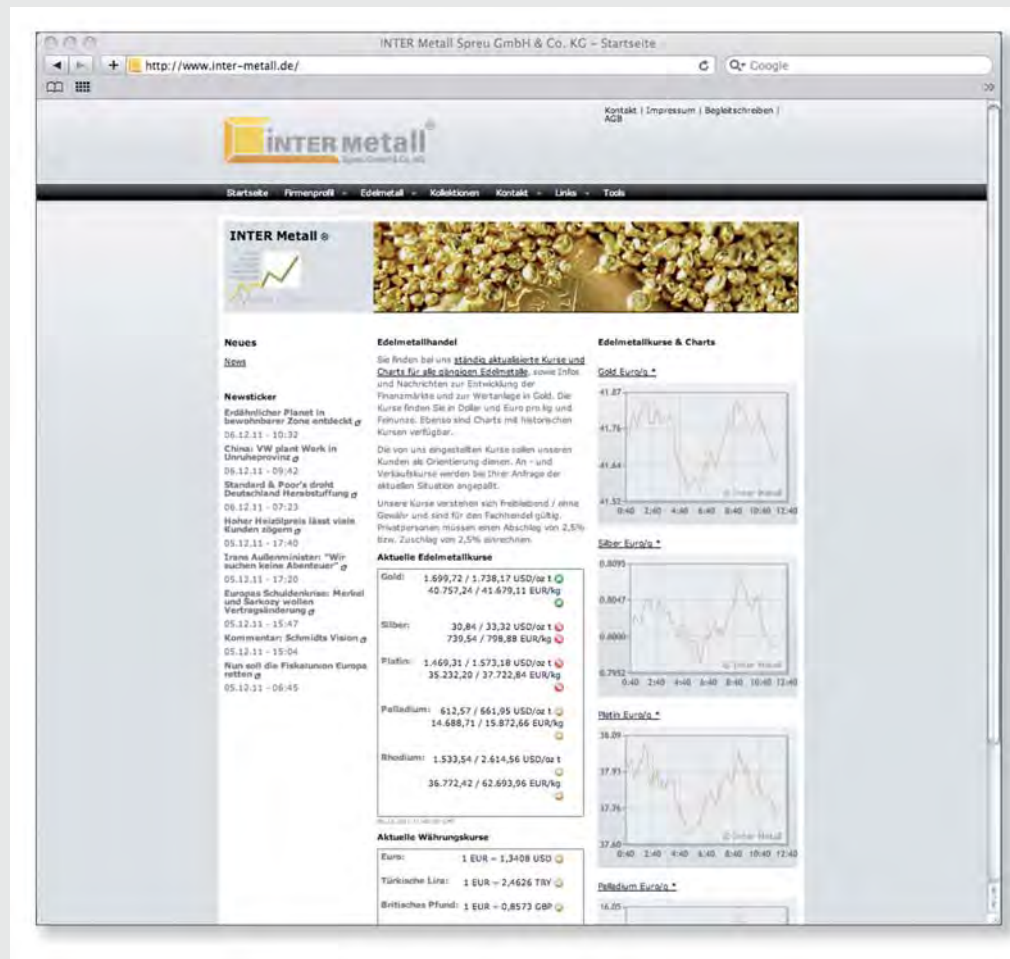 INTER Metall Spreu GmbH & Co. KG – Startseite
http://www.inter-metall.de/
Google
Kontakt | Impressum | Begleitschreiben |
AGB
INTER Metall®
Spreu GmbH & Co. KG
Startseite Firmenprofil Edelmetall Kollektionen Kontakt Links Tools
INTER Metall ®
Neues
News
Newsticker
Erdähnlicher Planet in
bewohnbarer Zone entdeckt
06.12.11 - 10:32
China: VW plant Werk in
Unruheprovinz
06.12.11 - 09:42
Standard & Poor's droht
Deutschland Herabstuffung
06.12.11 - 07:23
Hoher Heizölpreis lässt viele
Kunden zögern
05.12.11 - 17:40
Irans Außenminister: "Wir
suchen keine Abenteuer"
05.12.11 - 17:20
Europas Schuldenkrise: Merkel
und Sarkozy wollen
Vertragsänderung
05.12.11 - 15:47
Kommentar: Schmidts Vision
05.12.11 - 15:04
Nun soll die Fiskalunion Europa
retten
05.12.11 - 06:45
Edelmetallhandel
Sie finden bei uns ständig aktualisierte Kurse und
Charts für alle gängigen Edelmetalle, sowie Infos
und Nachrichten zur Entwicklung der
Finanzmärkte und zur Wertanlage in Gold. Die
Kurse finden Sie in Dollar und Euro pro kg und
Feinunze. Ebenso sind Charts mit historischen
Kursen verfügbar.
Die von uns eingestellten Kurse sollen unseren
Kunden als Orientierung dienen. An - und
Verkaufskurse werden bei Ihrer Anfrage der
aktuellen Situation angepaßt.
Unsere Kurse verstehen sich freibleibend / ohne
Gewähr und sind für den Fachhandel gültig.
Privatpersonen müssen einen Abschlag von 2,5%
bzw. Zuschlag von 2,5% einrechnen.
Aktuelle Edelmetallkurse
Gold: 1.699,72 / 1.738,17 USD/oz t
40.757,24 / 41.679,11 EUR/kg
Silber: 30,84 / 33,32 USD/oz t
739,54 / 798,88 EUR/kg
Platin: 1.469,31 / 1.573,18 USD/oz t
35.232,20 / 37.722,84 EUR/kg
Palladium: 612,57 / 661,95 USD/oz t
14.688,71 / 15.872,66 EUR/kg
Rhodium: 1.533,54 / 2.614,56 USD/oz t
36.772,42 / 62.693,96 EUR/kg
Aktuelle Währungskurse
Euro: 1 EUR = 1,3408 USD
Türkische Lira: 1 EUR = 2,4626 TRY
Britisches Pfund: 1 EUR = 0,8573 GBP
Edelmetallkurse & Charts
Gold Euro/g *
41.87
41.76
41.64
41.52
0:40 2:40 4:40 6:40 8:40 10:40 12:40
© Inter Metall
Silber Euro/g *
0.8095
0.8047
0.8000
0.7952
0:40 2:40 4:40 6:40 8:40 10:40 12:40
© Inter Metall
Platin Euro/g *
38.09
37.93
37.76
37.60
0:40 2:40 4:40 6:40 8:40 10:40 12:40
© Inter Metall
Palladium Euro/g *
16.05